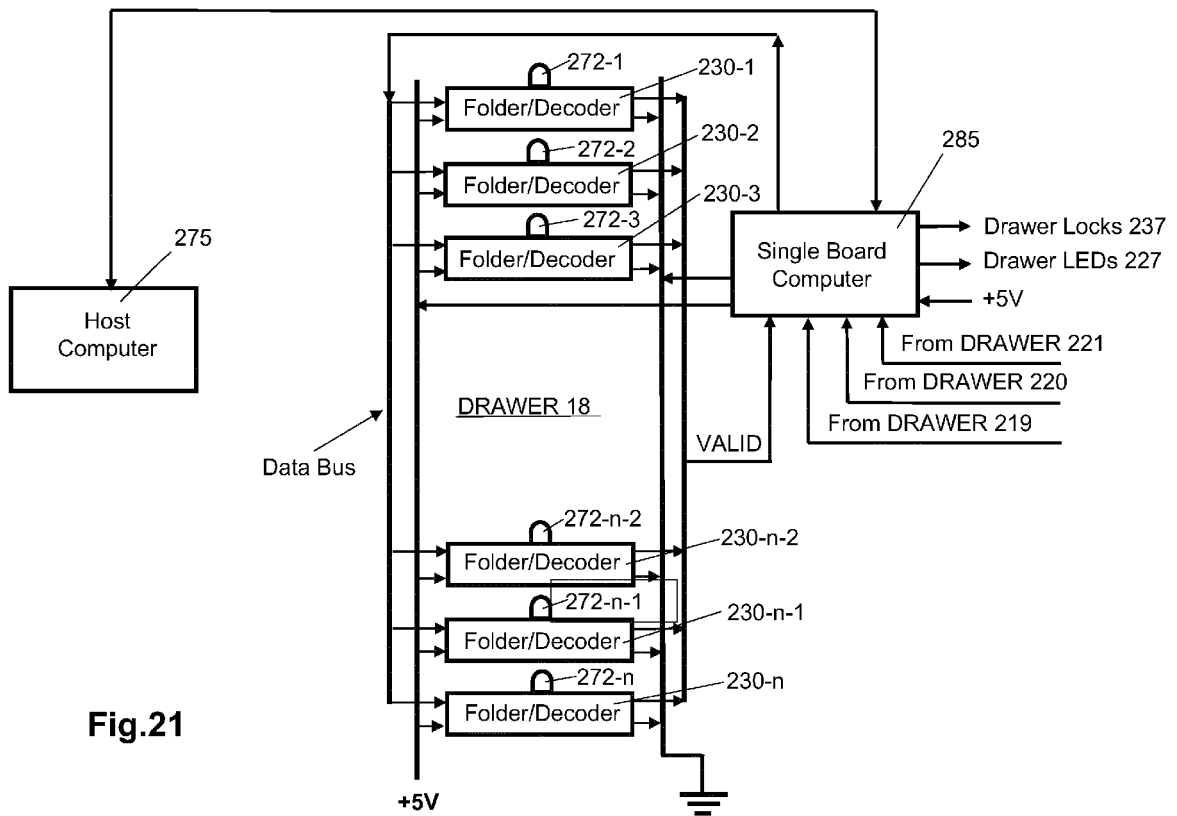 272-1
230-1
Folder/Decoder
272-2
230-2
Folder/Decoder
285
272-3
230-3
Folder/Decoder
275
Single Board
Computer
Drawer Locks 237
Drawer LEDs 227
+5V
Host
Computer
From DRAWER 221
From DRAWER 220
From DRAWER 219
DRAWER 18
VALID
Data Bus
272-n-2
230-n-2
Folder/Decoder
272-n-1
230-n-1
Folder/Decoder
272-n
230-n
Folder/Decoder
Fig.21
+5V